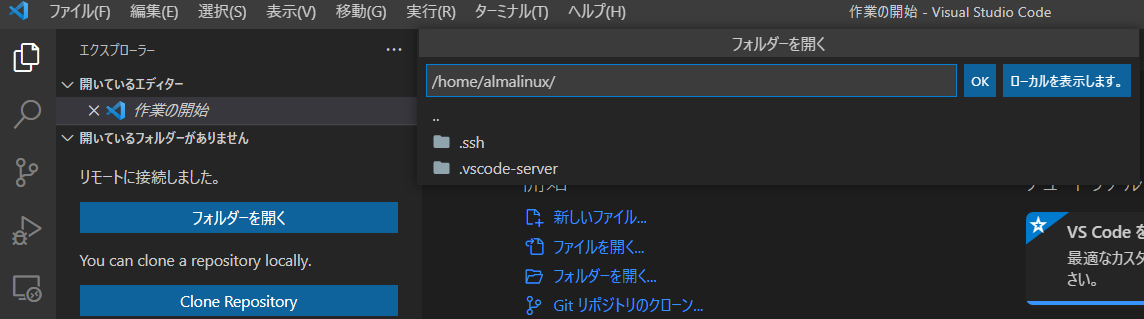 ファイル(F) 編集(E) 選択(S) 表示(V) 移動(G) 実行(R) ターミナル(T) ヘルプ(H) 作業の開始 - Visual Studio Code
エクスプローラー ...
フォルダーを開く
/home/almalinux/ OK ローカルを表示します。
..
.ssh
.vscode-server
開いているエディター
作業の開始
開いているフォルダーがありません
リモートに接続しました。
フォルダーを開く
You can clone a repository locally.
Clone Repository
新しいファイル...
ファイルを開く...
フォルダーを開く...
Git リポジトリのクローン...
VS Code を
最適なカスタ
さい。